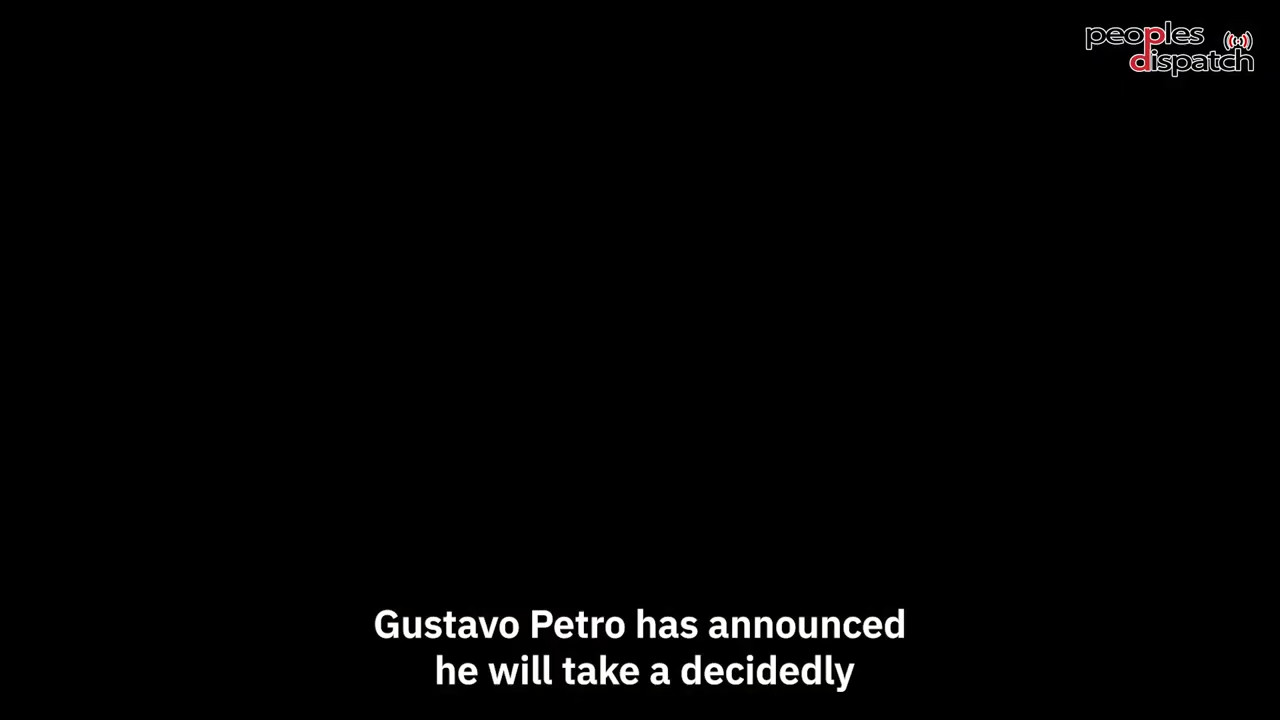 peoples
dispatch
Gustavo Petro has announced
he will take a decidedly